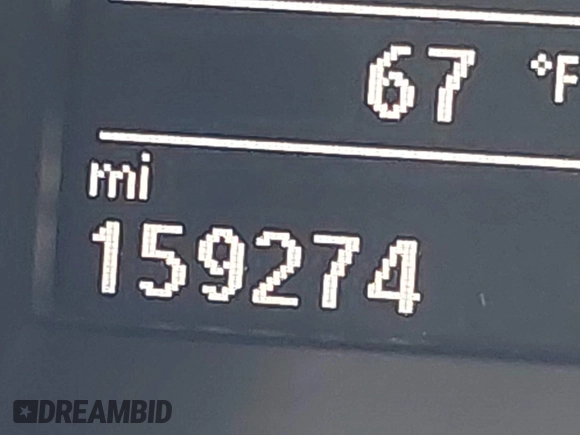 67 °F
mi
159274
DREAMBID